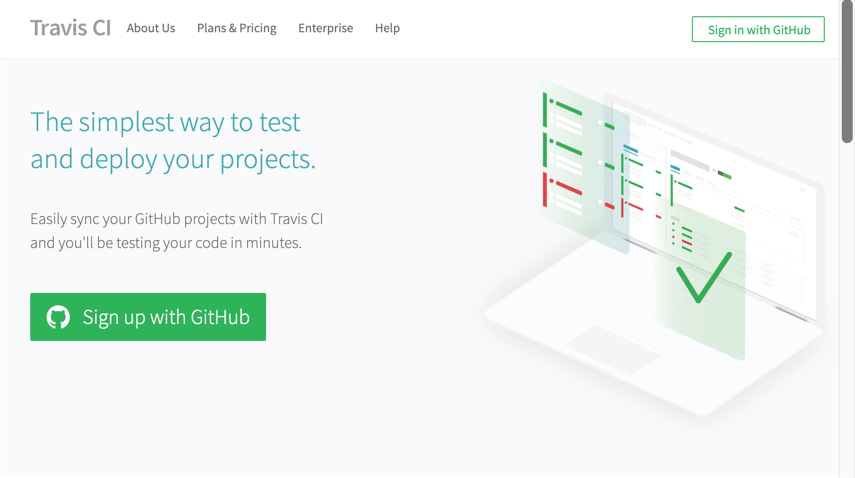 Travis CI About Us Plans & Pricing Enterprise Help Sign in with GitHub
The simplest way to test
and deploy your projects.
Easily sync your GitHub projects with Travis CI
and you'll be testing your code in minutes.
Sign up with GitHub